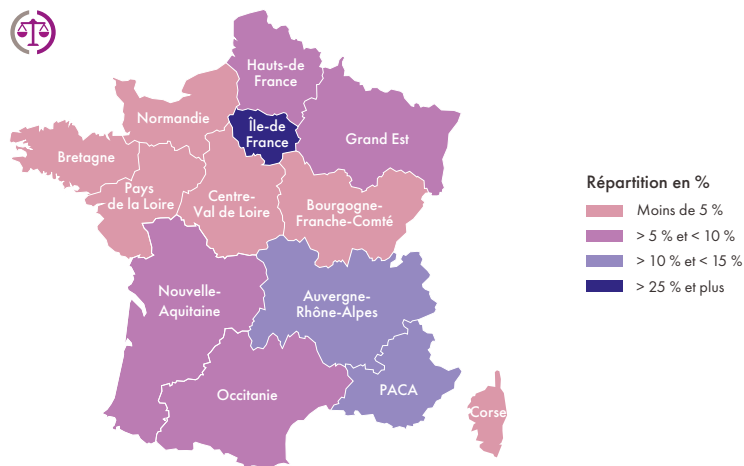 Hauts-de
France
Normandie
Île-de
France
Grand Est
Bretagne
Pays
de la Loire
Centre-
Val de Loire
Bourgogne-
Franche-Comté
Répartition en %
Moins de 5 %
> 5 % et < 10 %
> 10 % et < 15 %
> 25 % et plus
Nouvelle-
Aquitaine
Auvergne-
Rhône-Alpes
Occitanie
PACA
Corse